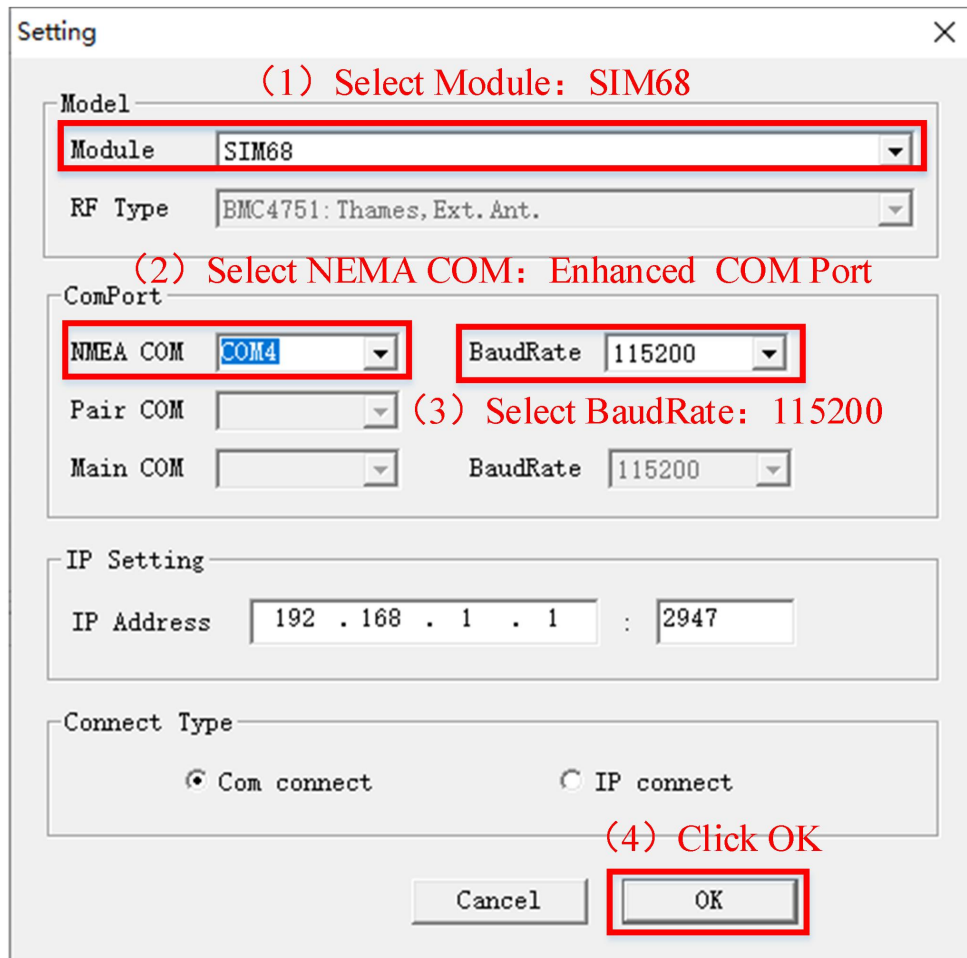 Setting
（1）Select Module：SIM68
Model
Module SIM68
RF Type BMC4751:Thames,Ext.Ant.
（2）Select NEMA COM：Enhanced COM Port
ComPort
NMEA COM COM4 BaudRate 115200
Pair COM （3）Select BaudRate：115200
Main COM BaudRate 115200
IP Setting
IP Address 192 . 168 . 1 . 1 : 2947
Connect Type
Com connect IP connect
（4）Click OK
Cancel OK